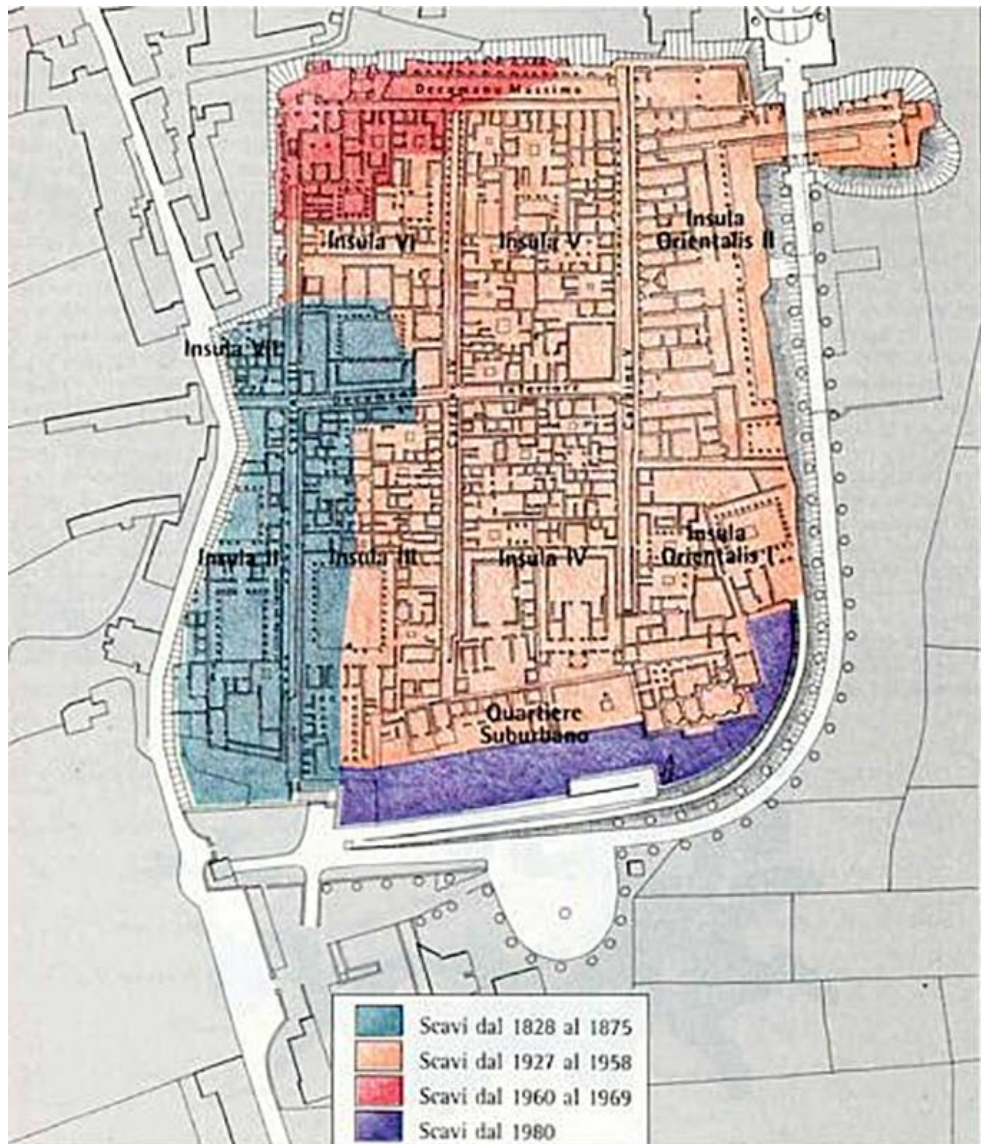 Decumano Massimo
Insula VI
Insula V
Insula
Orientalis II
Insula VII
Insula II
Insula III
Insula IV
Insula
Orientalis I
Quartiere
Suburbano
Scavi dal 1828 al 1875
Scavi dal 1927 al 1958
Scavi dal 1960 al 1969
Scavi dal 1980